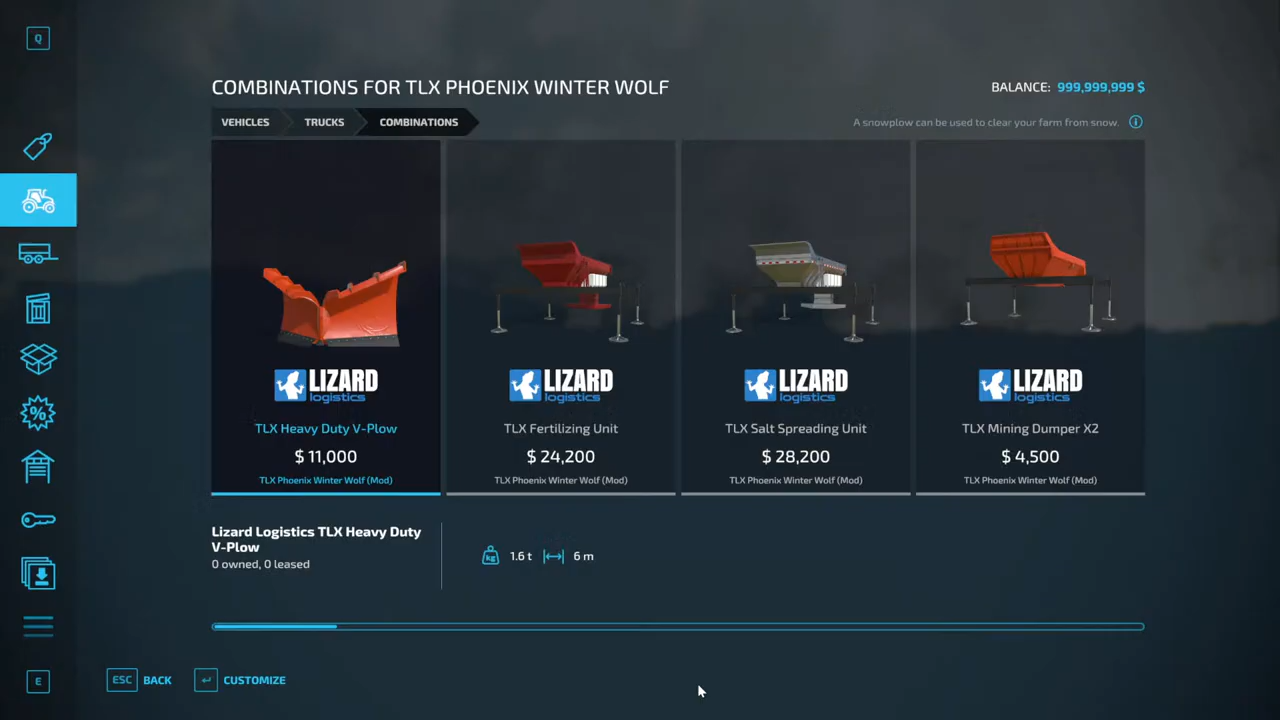 Q
COMBINATIONS FOR TLX PHOENIX WINTER WOLF
BALANCE: 999,999,999 $
VEHICLES
TRUCKS
COMBINATIONS
A snowplow can be used to clear your farm from snow.
LIZARD
logistics
TLX Heavy Duty V-Plow
$ 11,000
TLX Phoenix Winter Wolf (Mod)
LIZARD
logistics
TLX Fertilizing Unit
$ 24,200
TLX Phoenix Winter Wolf (Mod)
LIZARD
logistics
TLX Salt Spreading Unit
$ 28,200
TLX Phoenix Winter Wolf (Mod)
LIZARD
logistics
TLX Mining Dumper X2
$ 4,500
TLX Phoenix Winter Wolf (Mod)
Lizard Logistics TLX Heavy Duty
V-Plow
0 owned, 0 leased
kg 1.6 t 6 m
E
ESC BACK
CUSTOMIZE